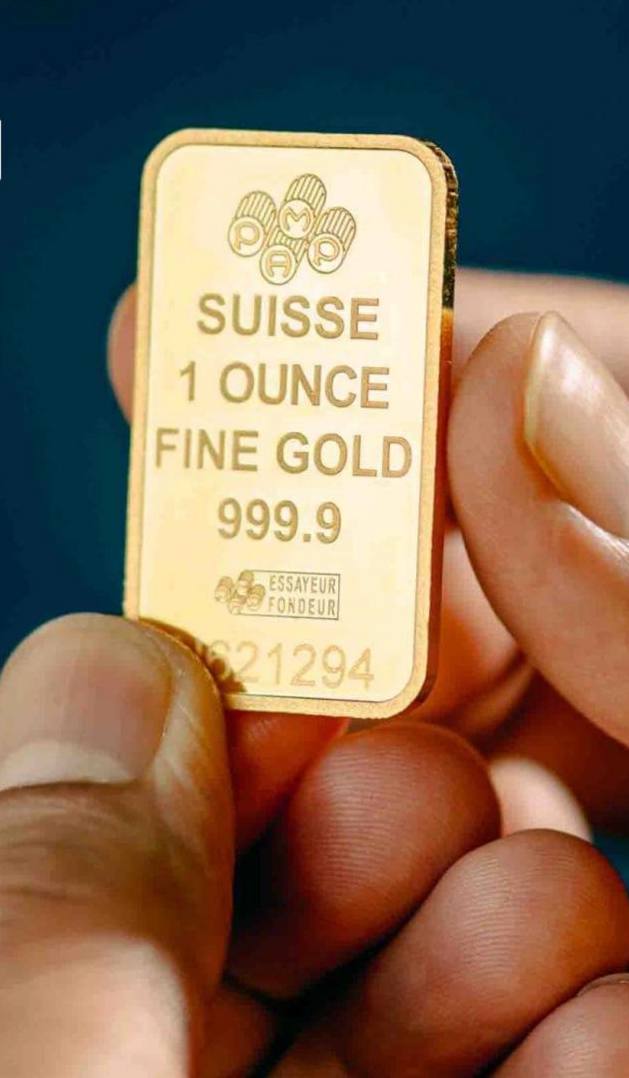 PAMP
SUISSE
1 OUNCE
FINE GOLD
999.9
ESSAYEUR
FONDEUR
621294